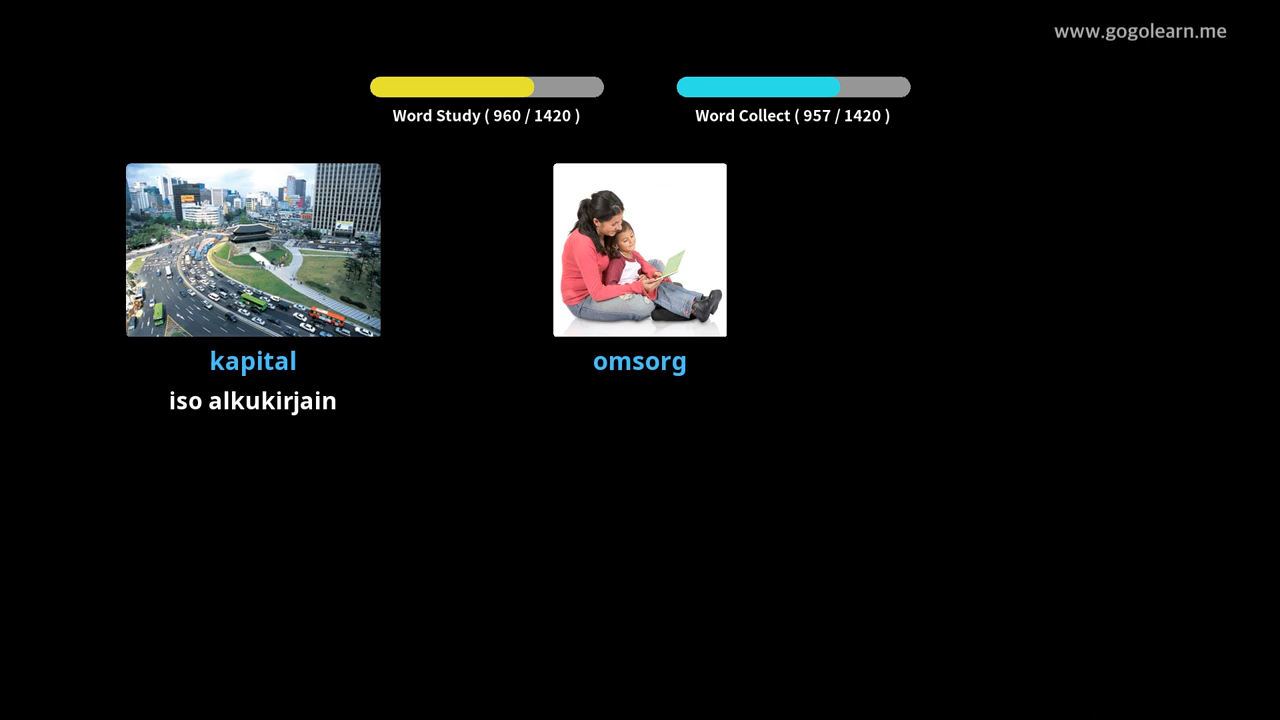 www.gogolearn.me
Word Study ( 960 / 1420 )
Word Collect ( 957 / 1420 )
kapital
omsorg
iso alkukirjain